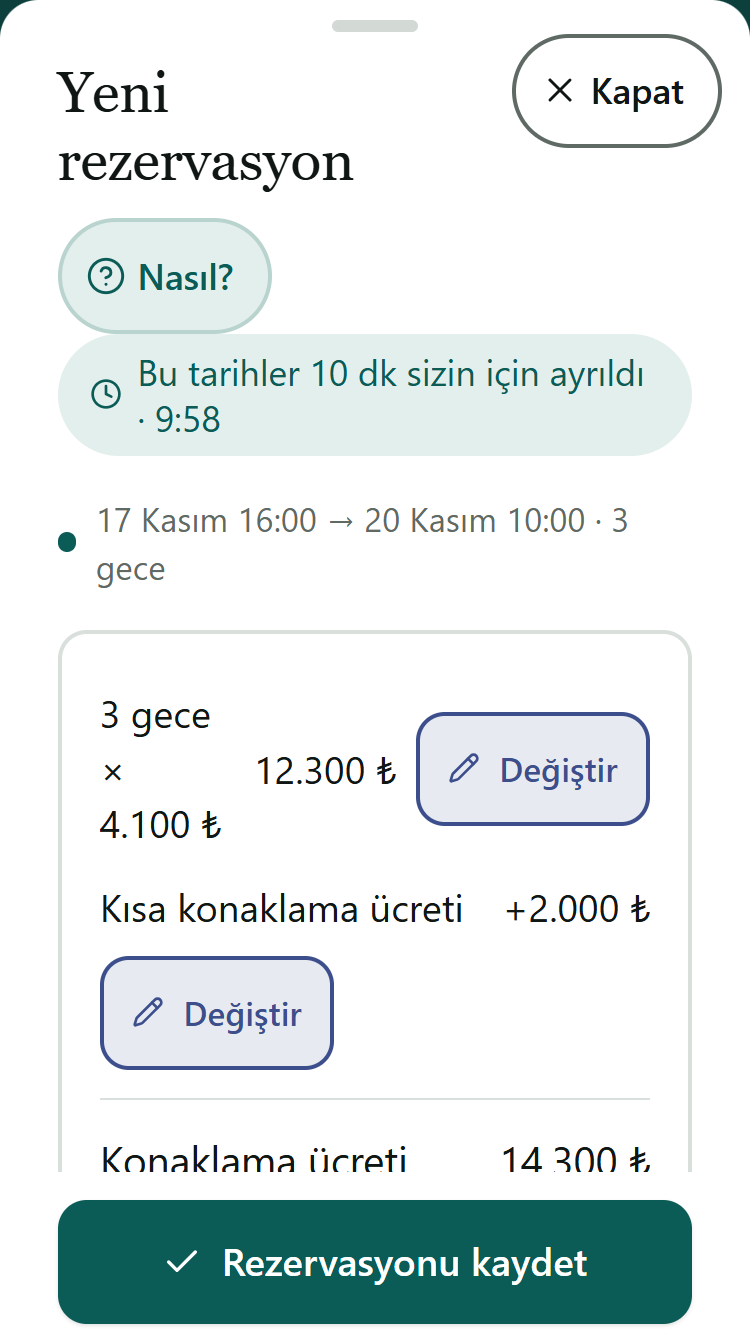 Yeni
rezervasyon
Kapat
Nasıl?
Bu tarihler 10 dk sizin için ayrıldı
· 9:58
17 Kasım 16:00 → 20 Kasım 10:00 · 3
gece
3 gece
×
4.100 ₺
12.300 ₺
Değiştir
Kısa konaklama ücreti +2.000 ₺
Değiştir
Konaklama ücreti 14.300 ₺
Rezervasyonu kaydet